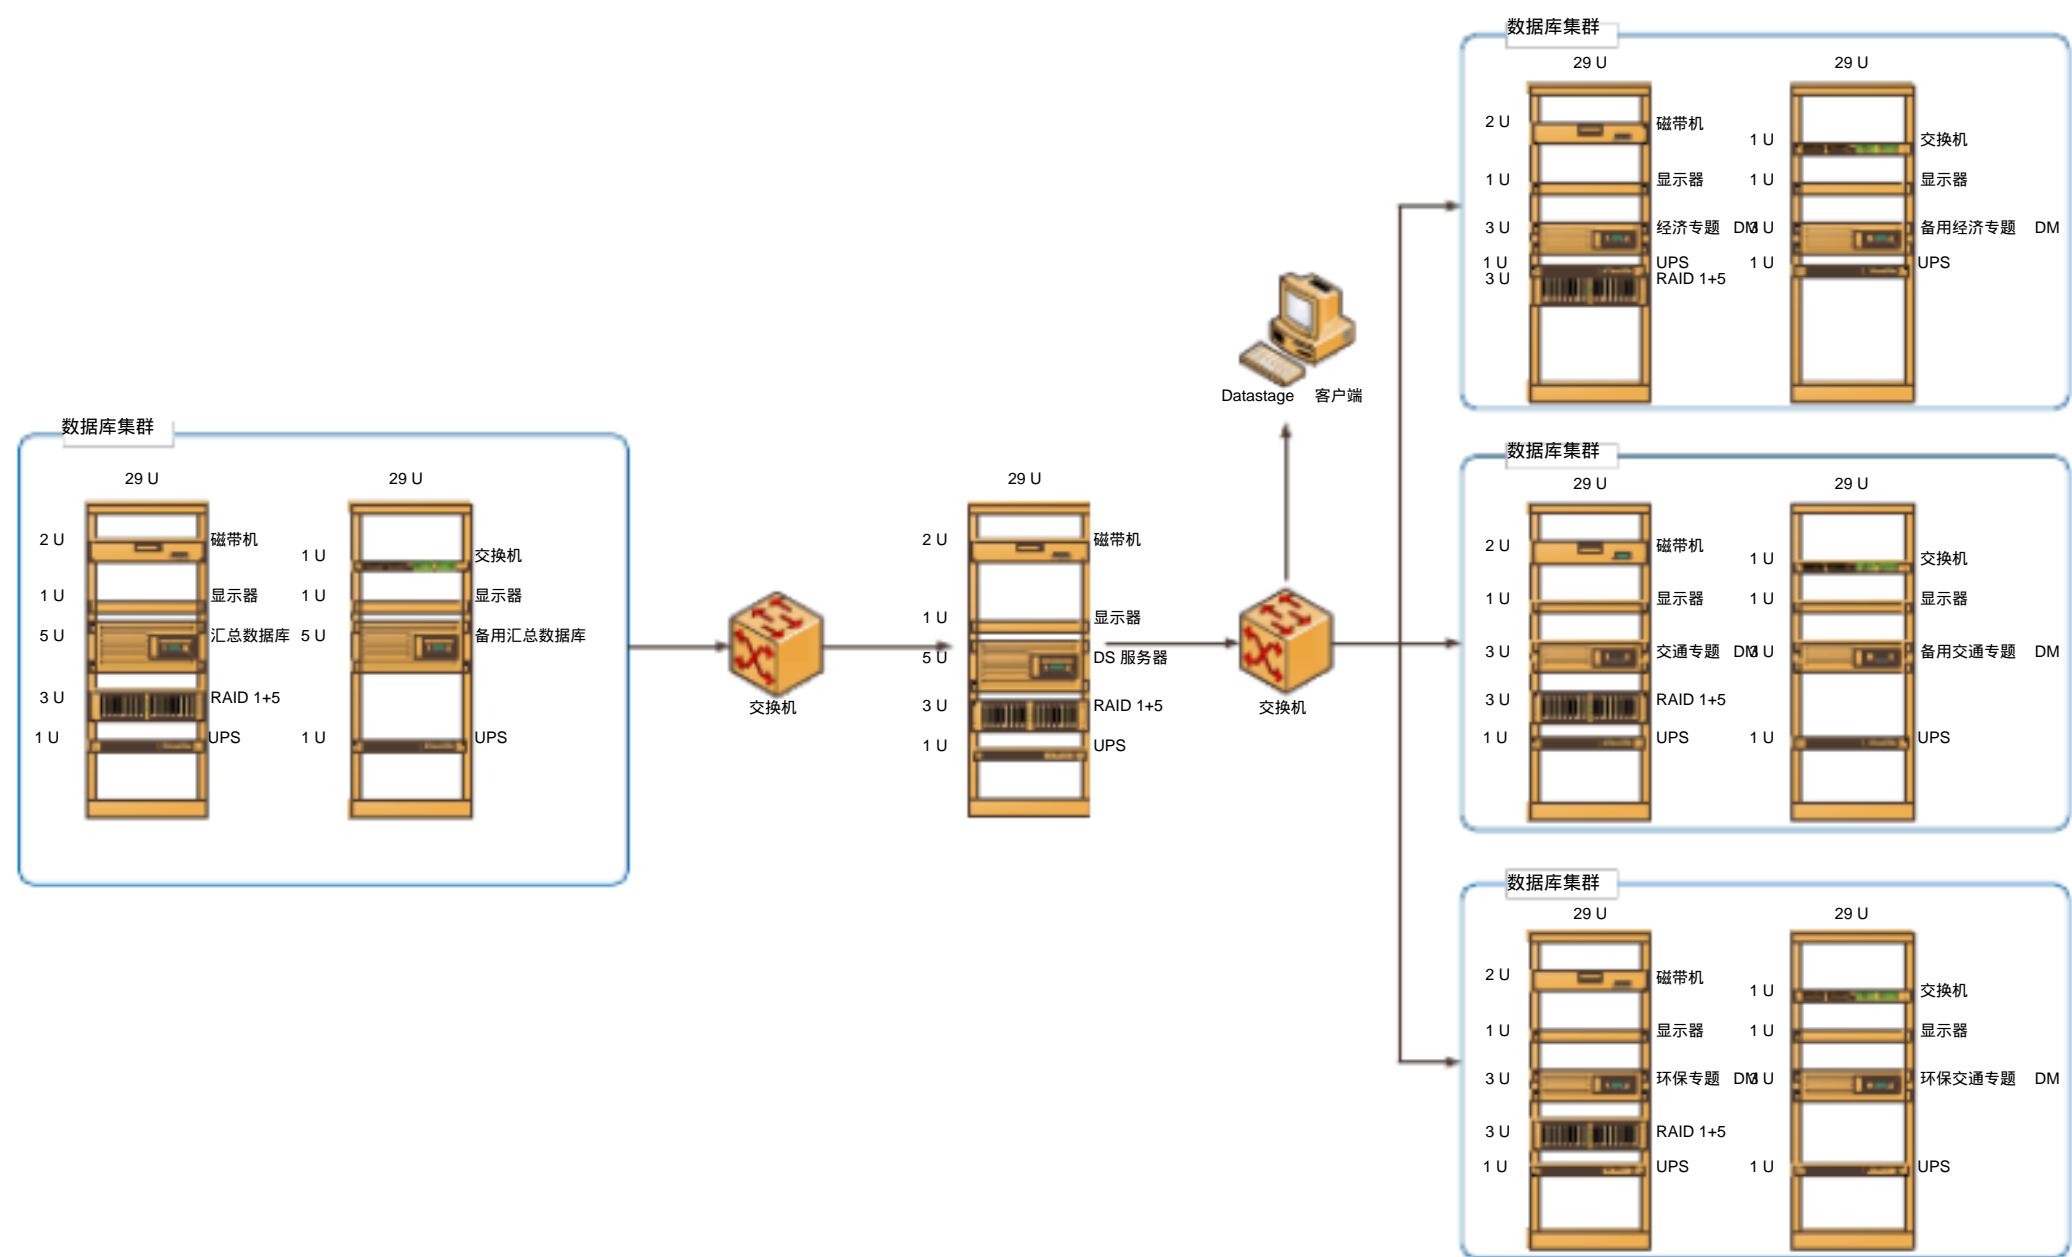 数据库集群
29 U 29 U
2 U 磁带机
1 U 交换机
1 U 显示器 1 U 显示器
5 U 汇总数据库 5 U 备用汇总数据库
3 U RAID 1+5
1 U UPS 1 U UPS
交换机
29 U
2 U 磁带机
1 U 显示器
5 U DS 服务器
3 U RAID 1+5
1 U UPS
Datastage 客户端
交换机
数据库集群
29 U 29 U
2 U 磁带机
1 U 交换机
1 U 显示器 1 U 显示器
3 U 经济专题 DM 3 U 备用经济专题 DM
1 U UPS 1 U UPS
3 U RAID 1+5
数据库集群
29 U 29 U
2 U 磁带机
1 U 交换机
1 U 显示器 1 U 显示器
3 U 交通专题 DM 3 U 备用交通专题 DM
3 U RAID 1+5
1 U UPS 1 U UPS
数据库集群
29 U 29 U
2 U 磁带机
1 U 交换机
1 U 显示器 1 U 显示器
3 U 环保专题 DM 3 U 环保交通专题 DM
3 U RAID 1+5
1 U UPS 1 U UPS